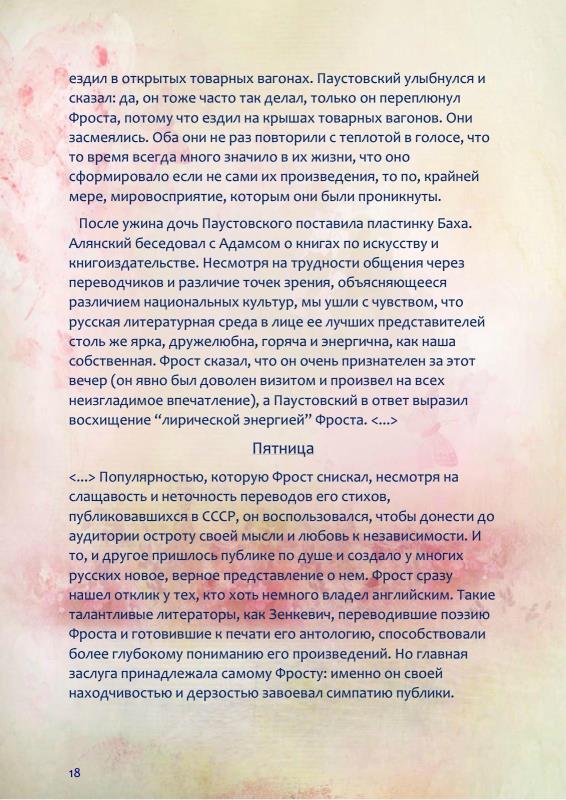 ездил в открытых товарных вагонах. Паустовский улыбнулся и
сказал: да, он тоже часто так делал, только он переплюнул
Фроста, потому что ездил на крышах товарных вагонов. Они
засмеялись. Оба они не раз повторили с теплотой в голосе, что
то время всегда много значило в их жизни, что оно
сформировало если не сами их произведения, то по, крайней
мере, мировосприятие, которым они были проникнуты.
После ужина дочь Паустовского поставила пластинку Баха.
Алянский беседовал с Адамсом о книгах по искусству и
книгоиздательстве. Несмотря на трудности общения через
переводчиков и различие точек зрения, объясняющееся
различием национальных культур, мы ушли с чувством, что
русская литературная среда в лице ее лучших представителей
столь же ярка, дружелюбна, горяча и энергична, как наша
собственная. Фрост сказал, что он очень признателен за этот
вечер (он явно был доволен визитом и произвел на всех
неизгладимое впечатление), а Паустовский в ответ выразил
восхищение “лирической энергией” Фроста. <...>
Пятница
<...> Популярностью, которую Фрост снискал, несмотря на
слащавость и неточность переводов его стихов,
публиковавшихся в СССР, он воспользовался, чтобы донести до
аудитории остроту своей мысли и любовь к независимости. И
то, и другое пришлось публике по душе и создало у многих
русских новое, верное представление о нем. Фрост сразу
нашел отклик у тех, кто хоть немного владел английским. Такие
талантливые литераторы, как Зенкевич, переводившие поэзию
Фроста и готовившие к печати его антологию, способствовали
более глубокому пониманию его произведений. Но главная
заслуга принадлежала самому Фросту: именно он своей
находчивостью и дерзостью завоевал симпатию публики.
18